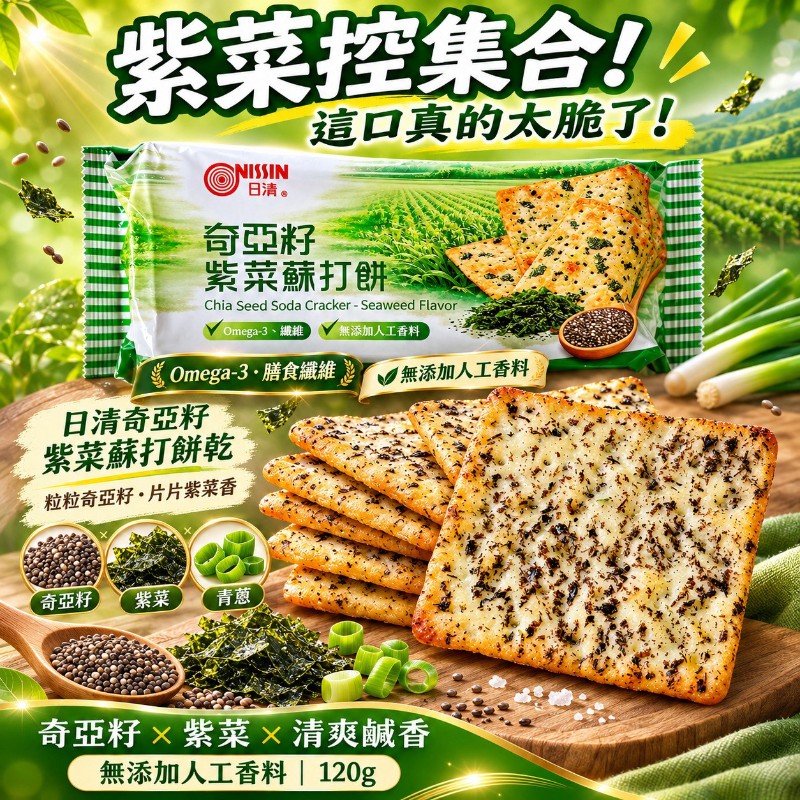 紫菜控集合!
這口真的太脆了!
NISSIN
日清®
奇亞籽
紫菜蘇打餅
Chia Seed Soda Cracker - Seaweed Flavor
Omega-3、纖維
無添加人工香料
Omega-3・膳食纖維
無添加人工香料
日清奇亞籽
紫菜蘇打餅乾
粒粒奇亞籽・片片紫菜香
奇亞籽
×
紫菜
×
青蔥
奇亞籽 × 紫菜 × 清爽鹹香
無添加人工香料 | 120g